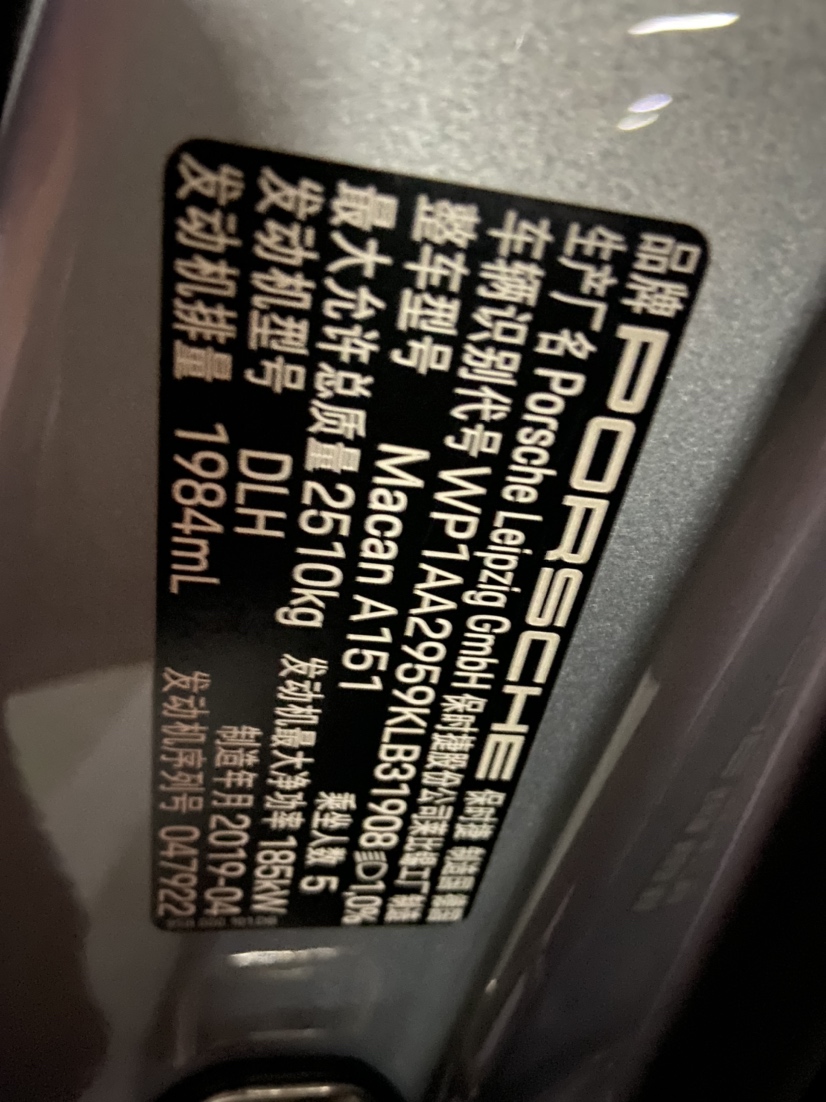 品牌 PORSCHE 保时捷 制造国 德国
生产厂名 Porsche Leipzig GmbH 保时捷股份公司莱比锡工厂 制造
车辆识别代号 WP1AA2959KLB31908 1,0%
整车型号 Macan A151 乘坐人数 5
最大允许总质量 2510kg 发动机最大净功率 185kW
发动机型号 DLH 制造年月 2019-04
发动机排量 1984mL 发动机序列号 047922